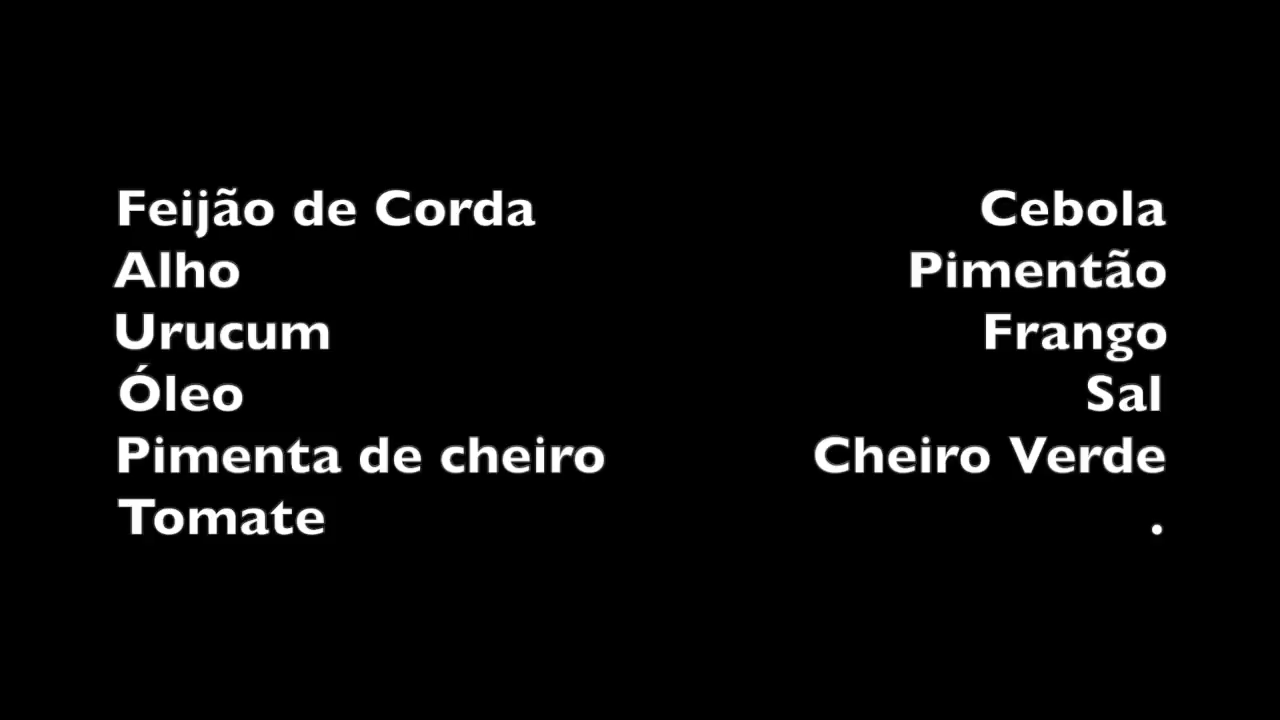 Feijão de Corda
Alho
Urucum
Óleo
Pimenta de cheiro
Tomate
Cebola
Pimentão
Frango
Sal
Cheiro Verde
.